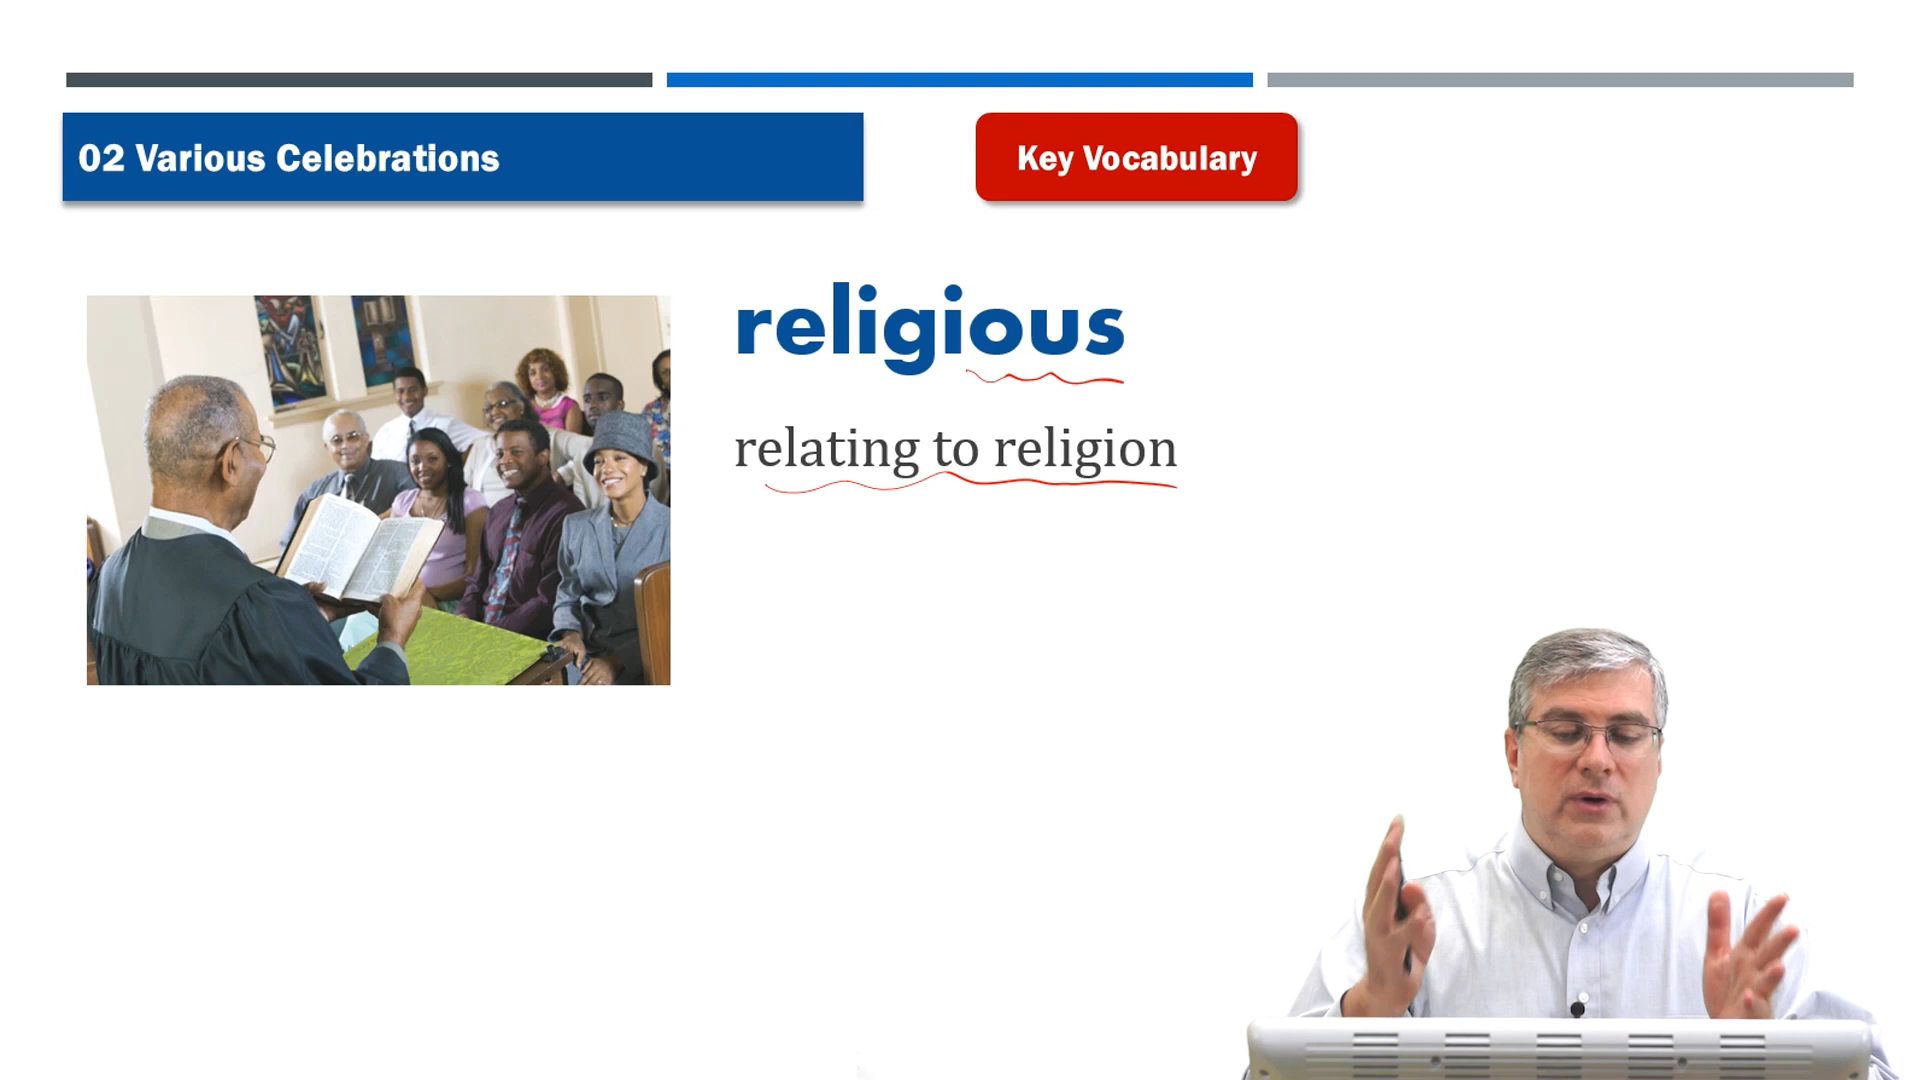 02 Various Celebrations
Key Vocabulary
religious
relating to religion